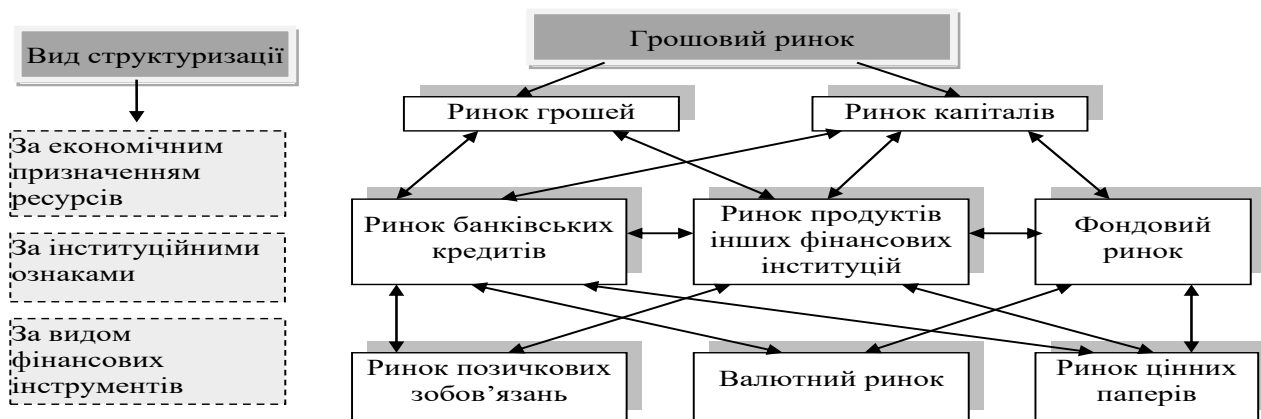 Вид структуризації
За економічним
призначенням
ресурсів
За інституційними
ознаками
За видом
фінансових
інструментів
Грошовий ринок
Ринок грошей
Ринок капіталів
Ринок банківських
кредитів
Ринок продуктів
інших фінансових
інституцій
Фондовий
ринок
Ринок позичкових
зобов’язань
Валютний ринок
Ринок цінних
паперів